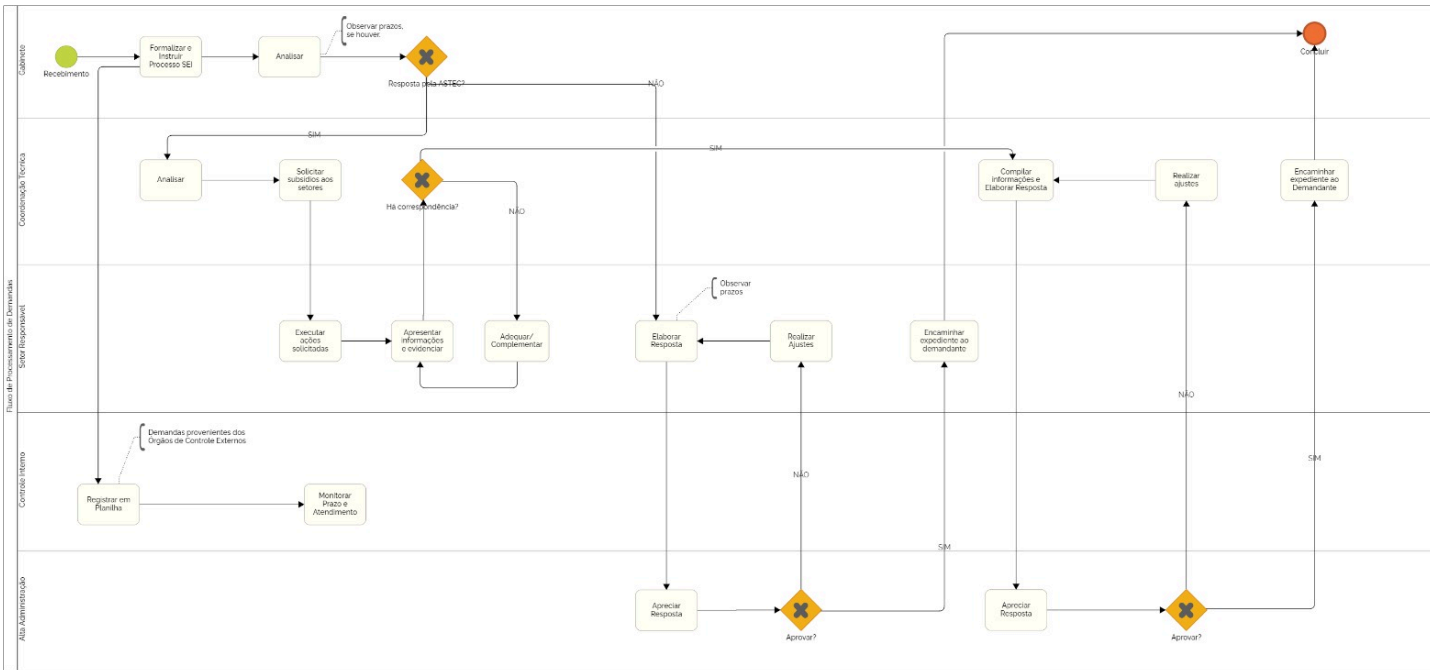 Fluxo de Processamento de Demandas
Gabinete
Recebimento
Formalizar e
Instruir
Processo SEI
Analisar
Observar prazos,
se houver.
Resposta pela ASTEC?
NÃO
SIM
Concluir
Coordenação Técnica
Analisar
Solicitar
subsídios aos
setores
Há correspondência?
SIM
NÃO
Compilar
informações e
Elaborar Resposta
Realizar
ajustes
Encaminhar
expediente ao
Demandante
Setor Responsável
Executar
ações
solicitadas
Apresentar
informações
e evidenciar
Adequar/
Complementar
Observar
prazos
Elaborar
Resposta
Realizar
Ajustes
Encaminhar
expediente ao
demandante
NÃO
Controle Interno
Demandas provenientes dos
Órgãos de Controle Externos
Registrar em
Planilha
Monitorar
Prazo e
Atendimento
NÃO
SIM
SIM
Alta Administração
Apreciar
Resposta
Aprovar?
Apreciar
Resposta
Aprovar?